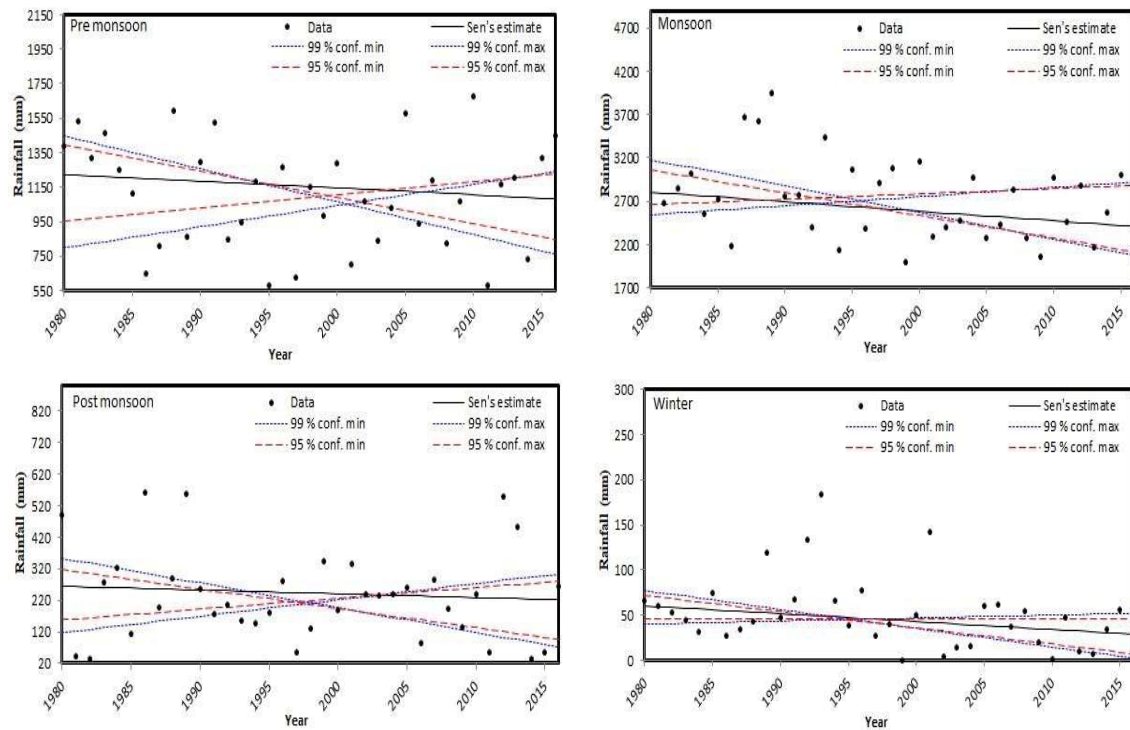 Pre monsoon
Data
Sen's estimate
99 % conf. min
99 % conf. max
95 % conf. min
95 % conf. max
2150
1950
1750
1550
1350
1150
950
750
550
Rainfall (mm)
1980
1985
1990
1995
2000
2005
2010
2015
Year
Monsoon
Data
Sen's estimate
99 % conf. min
99 % conf. max
95 % conf. min
95 % conf. max
4700
4200
3700
3200
2700
2200
1700
Rainfall (mm)
1980
1985
1990
1995
2000
2005
2010
2015
Year
Post monsoon
Data
Sen's estimate
99 % conf. min
99 % conf. max
95 % conf. min
95 % conf. max
820
720
620
520
420
320
220
120
20
Rainfall (mm)
1980
1985
1990
1995
2000
2005
2010
2015
Year
Winter
Data
Sen's estimate
99 % conf. min
99 % conf. max
95 % conf. min
95 % conf. max
300
250
200
150
100
50
0
Rainfall (mm)
1980
1985
1990
1995
2000
2005
2010
2015
Year